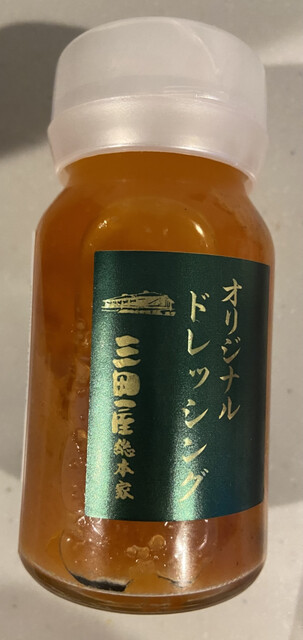 オリジナル
ドレッシング
三田屋総本家